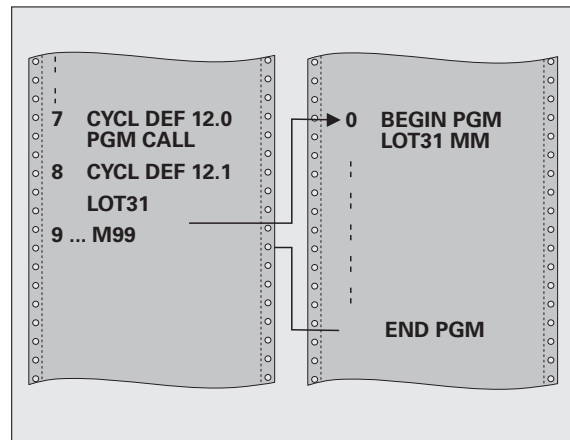 7 CYCL DEF 12.0
PGM CALL
8 CYCL DEF 12.1
LOT31
9 ... M99
0 BEGIN PGM
LOT31 MM
END PGM